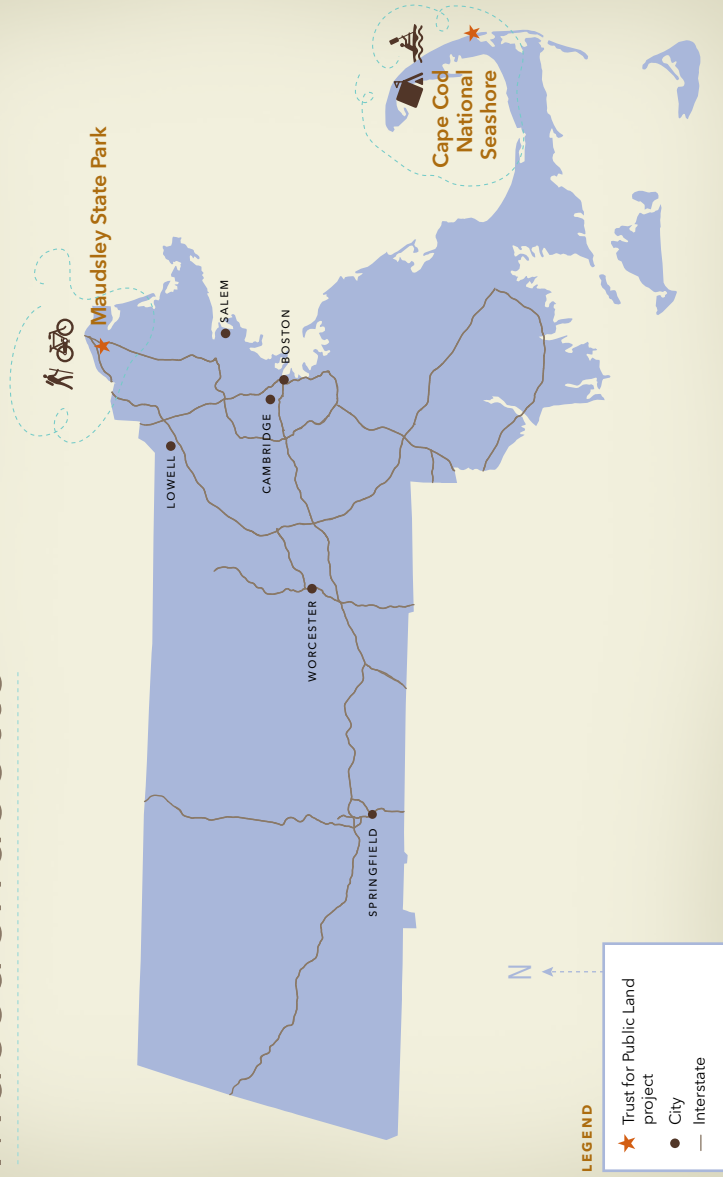 Maudsley State Park
Cape Cod
National
Seashore
SALEM
BOSTON
LOWELL
CAMBRIDGE
WORCESTER
SPRINGFIELD
N
LEGEND
Trust for Public Land
project
City
Interstate